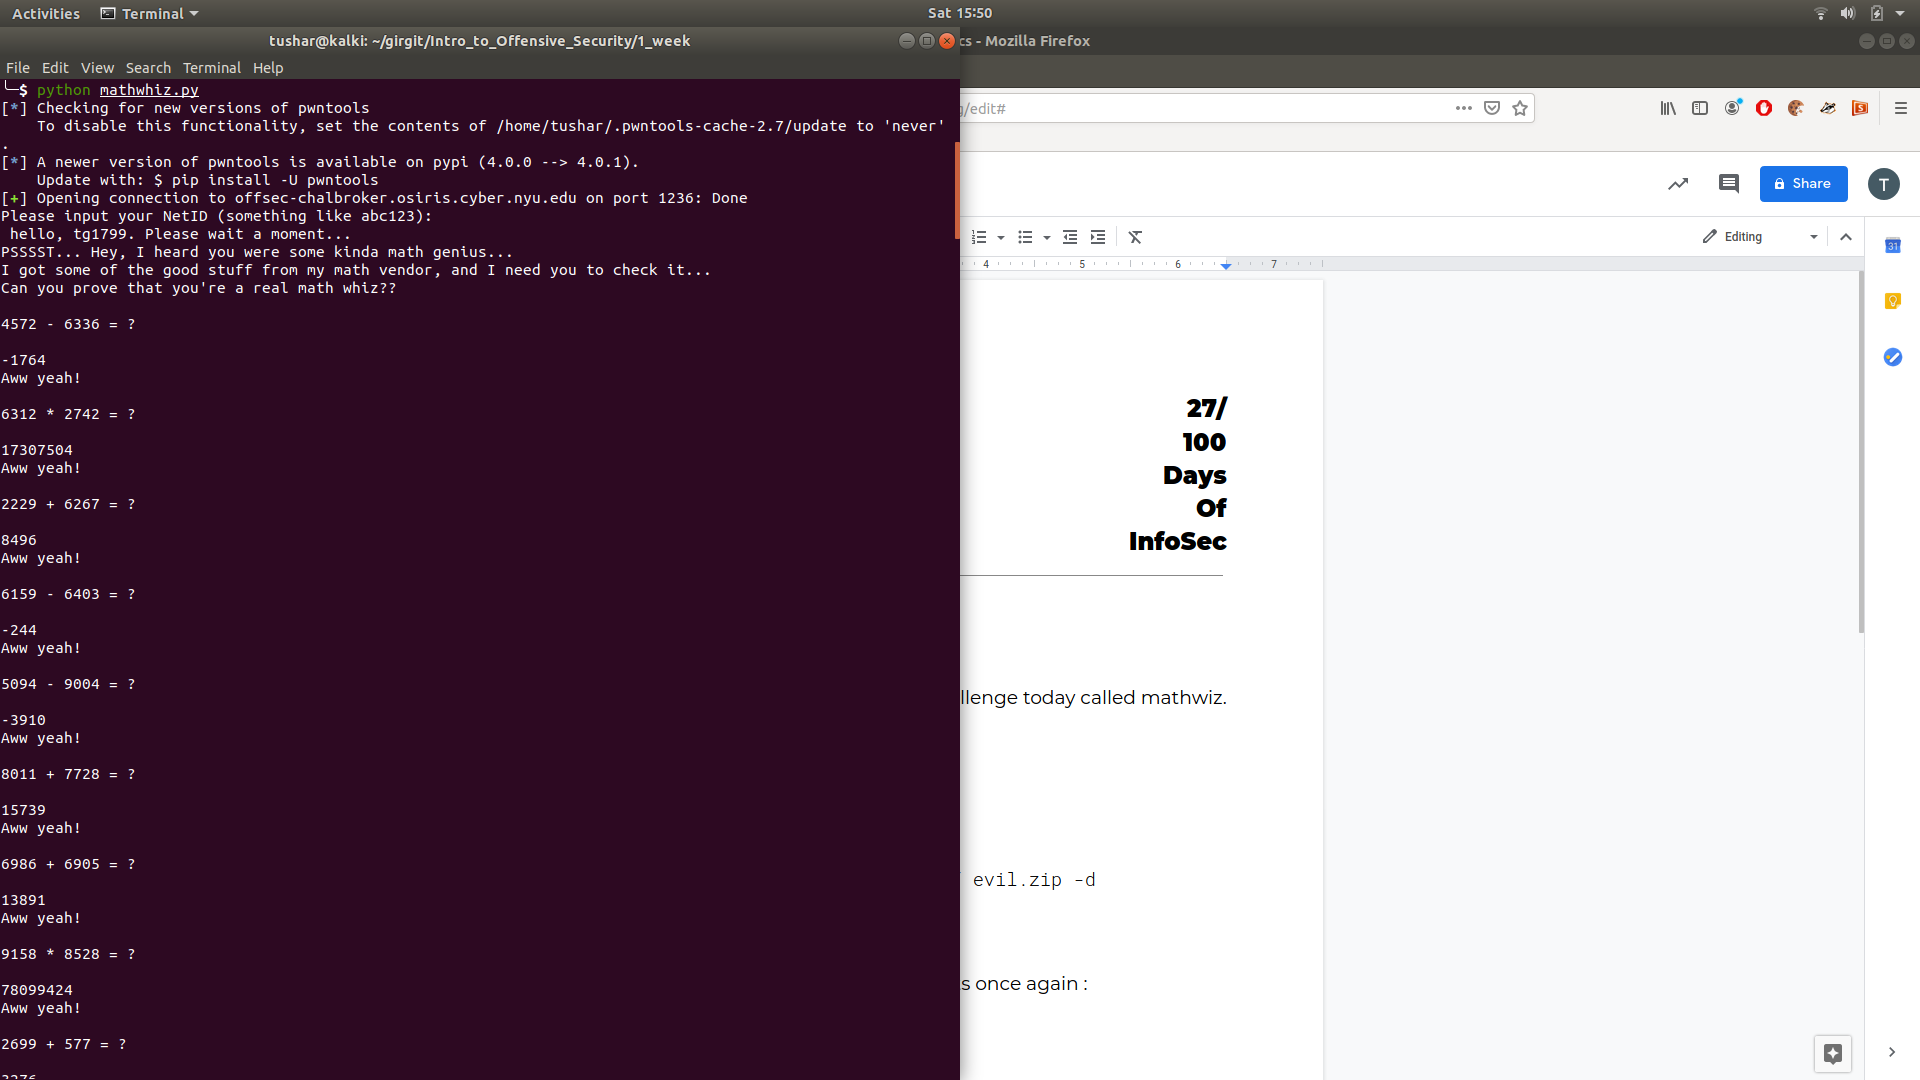 Activities
Terminal
Sat 15:50
tushar@kalki: ~/girgit/Intro_to_Offensive_Security/1_week
cs - Mozilla Firefox
File Edit View Search Terminal Help
$ python mathwhiz.py
[*] Checking for new versions of pwntools
To disable this functionality, set the contents of /home/tushar/.pwntools-cache-2.7/update to 'never'
.
[*] A newer version of pwntools is available on pypi (4.0.0 --> 4.0.1).
Update with: $ pip install -U pwntools
[+] Opening connection to offsec-chalbroker.osiris.cyber.nyu.edu on port 1236: Done
Please input your NetID (something like abc123):
hello, tg1799. Please wait a moment...
PSSSST... Hey, I heard you were some kinda math genius...
I got some of the good stuff from my math vendor, and I need you to check it...
Can you prove that you're a real math whiz??
4572 - 6336 = ?
-1764
Aww yeah!
6312 * 2742 = ?
17307504
Aww yeah!
2229 + 6267 = ?
8496
Aww yeah!
6159 - 6403 = ?
-244
Aww yeah!
5094 - 9004 = ?
-3910
Aww yeah!
8011 + 7728 = ?
15739
Aww yeah!
6986 + 6905 = ?
13891
Aww yeah!
9158 * 8528 = ?
78099424
Aww yeah!
2699 + 577 = ?
3276
g/edit#
Share
T
Editing
31
4 5 6 7
27/
100
Days
Of
InfoSec
llenge today called mathwiz.
evil.zip -d
s once again :